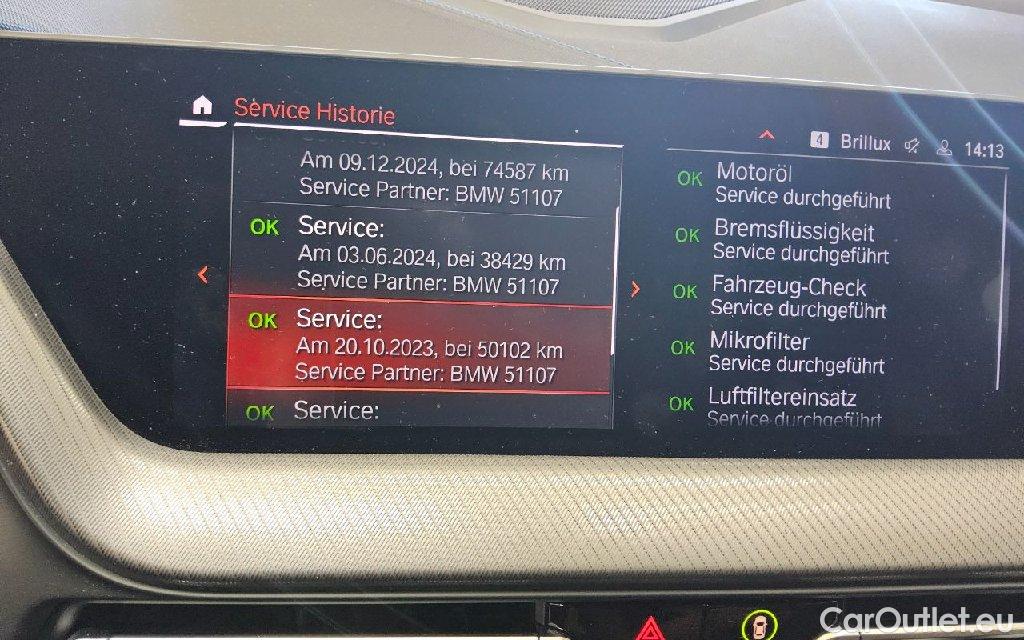 Service Historie
4 Brillux 14:13
Am 09.12.2024, bei 74587 km
Service Partner: BMW 51107
OK Service:
Am 03.06.2024, bei 38429 km
Service Partner: BMW 51107
OK Service:
Am 20.10.2023, bei 50102 km
Service Partner: BMW 51107
OK Service:
OK Motoröl
Service durchgeführt
OK Bremsflüssigkeit
Service durchgeführt
OK Fahrzeug-Check
Service durchgeführt
OK Mikrofilter
Service durchgeführt
OK Luftfiltereinsatz
Service durchgeführt
CarOutlet.eu